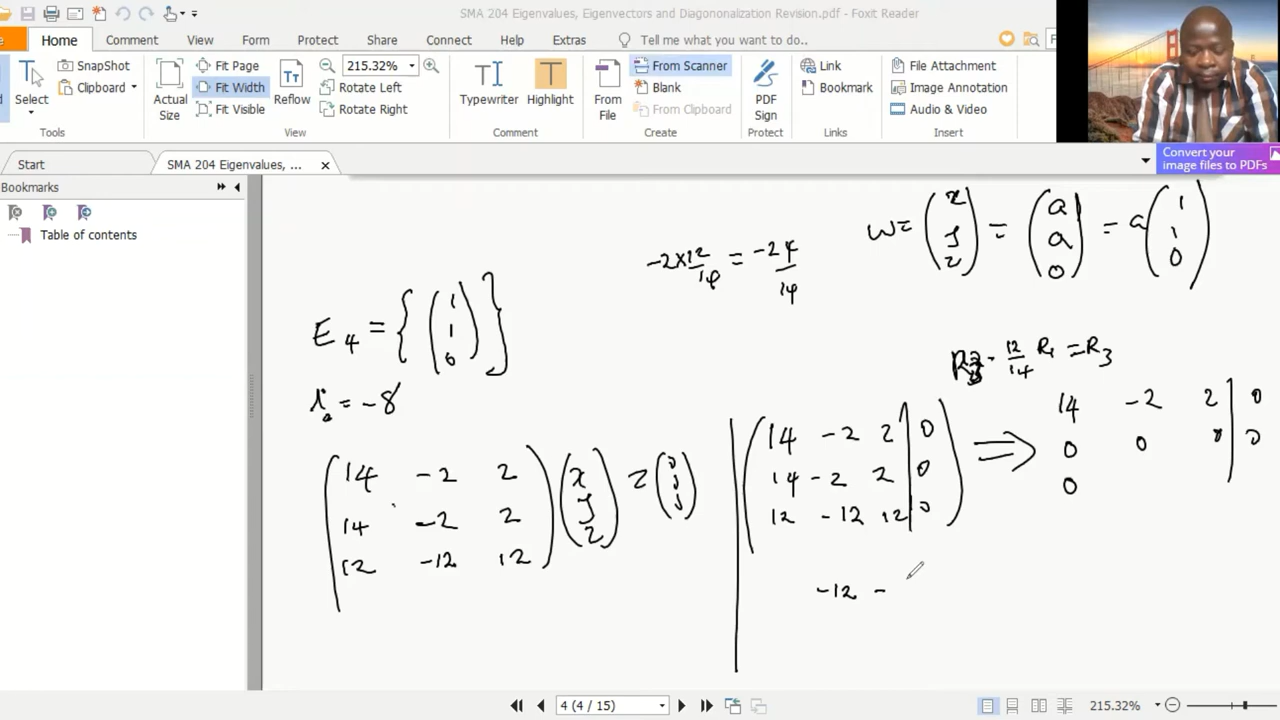 SMA 204 Eigenvalues, Eigenvectors and Diagononalization Revision.pdf - Foxit Reader
Home Comment View Form Protect Share Connect Help Extras Tell me what you want to do..
SnapShot
Clipboard
Select
Tools
Actual Size
Fit Page
Fit Width
Fit Visible
Reflow
215.32%
Rotate Left
Rotate Right
View
Typewriter
Highlight
Comment
From File
From Scanner
Blank
From Clipboard
Create
PDF Sign
Protect
Link
Bookmark
Links
File Attachment
Image Annotation
Audio & Video
Insert
Start
SMA 204 Eigenvalues, ...
Convert your image files to PDFs
Bookmarks
Table of contents
w = (x y z) = (a a 0) = a (1 1 0)
-2 × 12/14 = -24/14
E4 = { (1 1 0) }
= -8
- 12/14 R1 = R3
14 -2 2 | 0
0 0 0 | 0
0
14 -2 2 | 0
14 -2 2 | 0
12 -12 12 | 0
⇒
14 -2 2
14 -2 2
12 -12 12
x
y
z
=
-12 -
4 (4 / 15)
215.32%